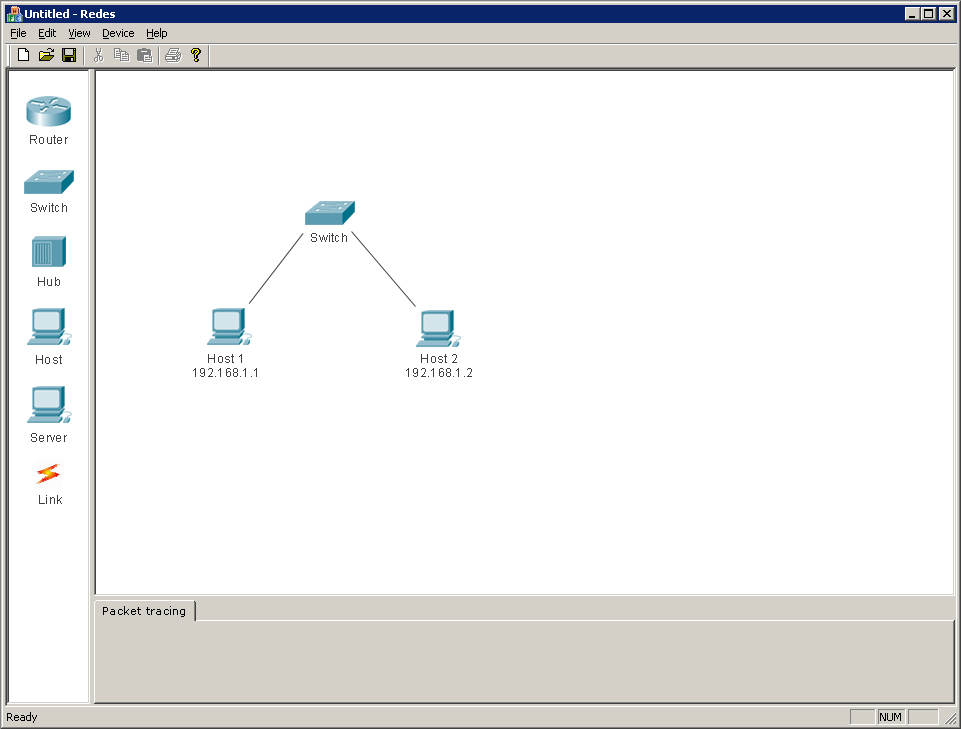 Untitled - Redes
File Edit View Device Help
Router
Switch
Hub
Host
Server
Link
Switch
Host 1
192.168.1.1
Host 2
192.168.1.2
Packet tracing
Ready
NUM